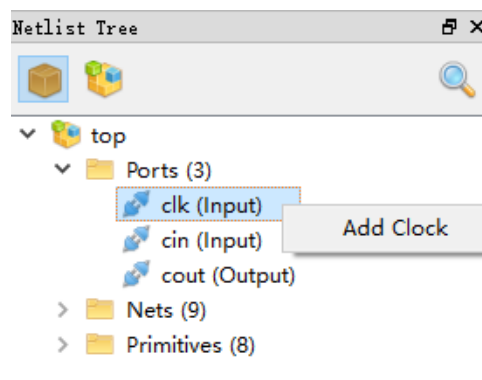 Netlist Tree
top
Ports (3)
clk (Input)
Add Clock
cin (Input)
cout (Output)
Nets (9)
Primitives (8)